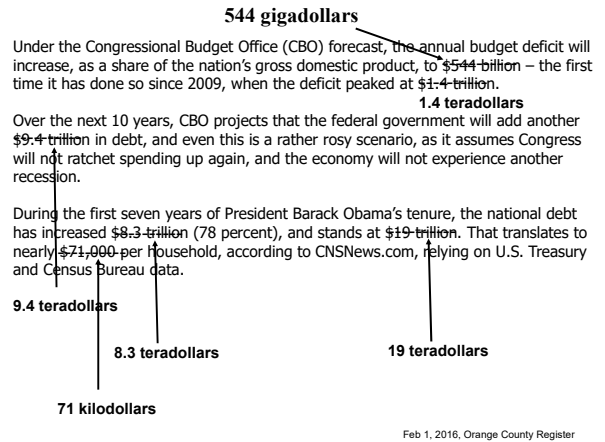 544 gigadollars
Under the Congressional Budget Office (CBO) forecast, the annual budget deficit will
increase, as a share of the nation's gross domestic product, to $544 billion – the first
time it has done so since 2009, when the deficit peaked at $1.4 trillion.
1.4 teradollars
Over the next 10 years, CBO projects that the federal government will add another
$9.4 trillion in debt, and even this is a rather rosy scenario, as it assumes Congress
will not ratchet spending up again, and the economy will not experience another
recession.
During the first seven years of President Barack Obama's tenure, the national debt
has increased $8.3 trillion (78 percent), and stands at $19 trillion. That translates to
nearly $71,000 per household, according to CNSNews.com, relying on U.S. Treasury
and Census Bureau data.
9.4 teradollars
8.3 teradollars
19 teradollars
71 kilodollars
Feb 1, 2016, Orange County Register